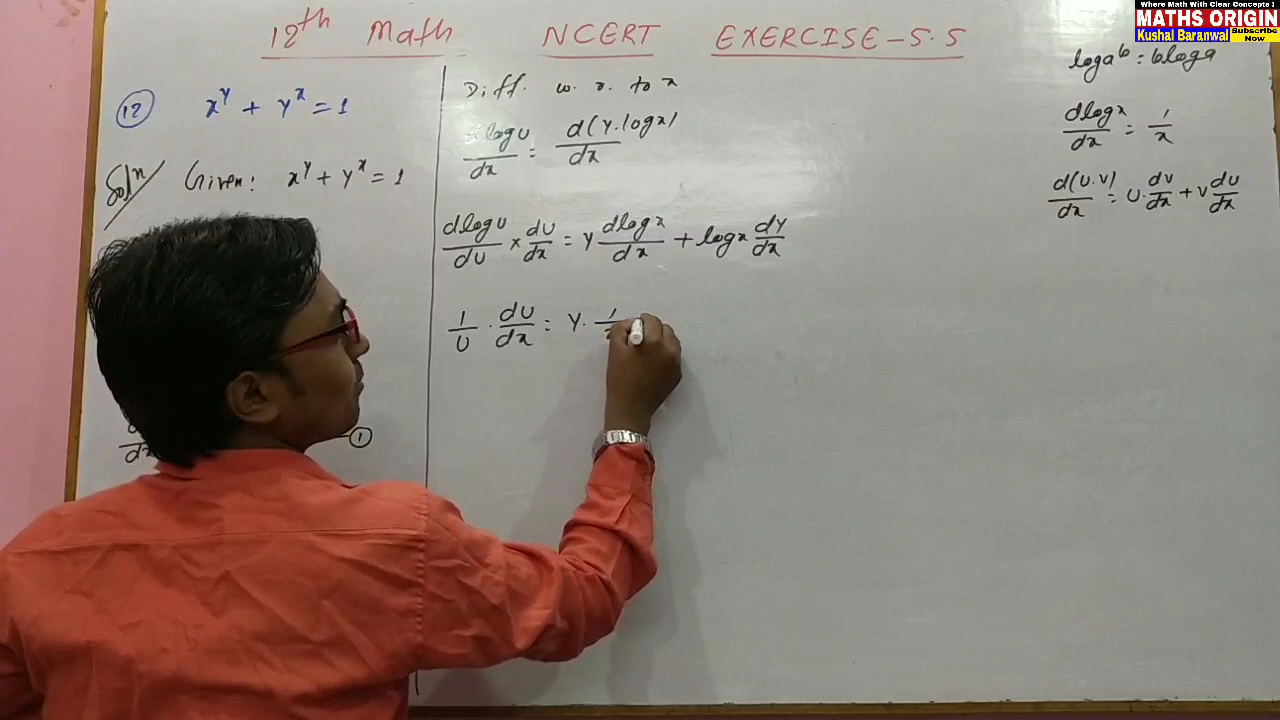 Where Math With Clear Concepts !
MATHS ORIGIN
Kushal Baranwal
Subscribe Now
12th Math NCERT EXERCISE-5.5
(12) x^y + y^x = 1
Sol^n Given: x^y + y^x = 1
①
Diff. w. r. to x
dlogU/dx = d(y.logx)/dx
dlogU/dU × dU/dx = y dlogx/dx + logx dy/dx
1/U . dU/dx = y. 1/
loga^b = bloga
dlogx/dx = 1/x
d(U.V)/dx = U. dV/dx + V dU/dx